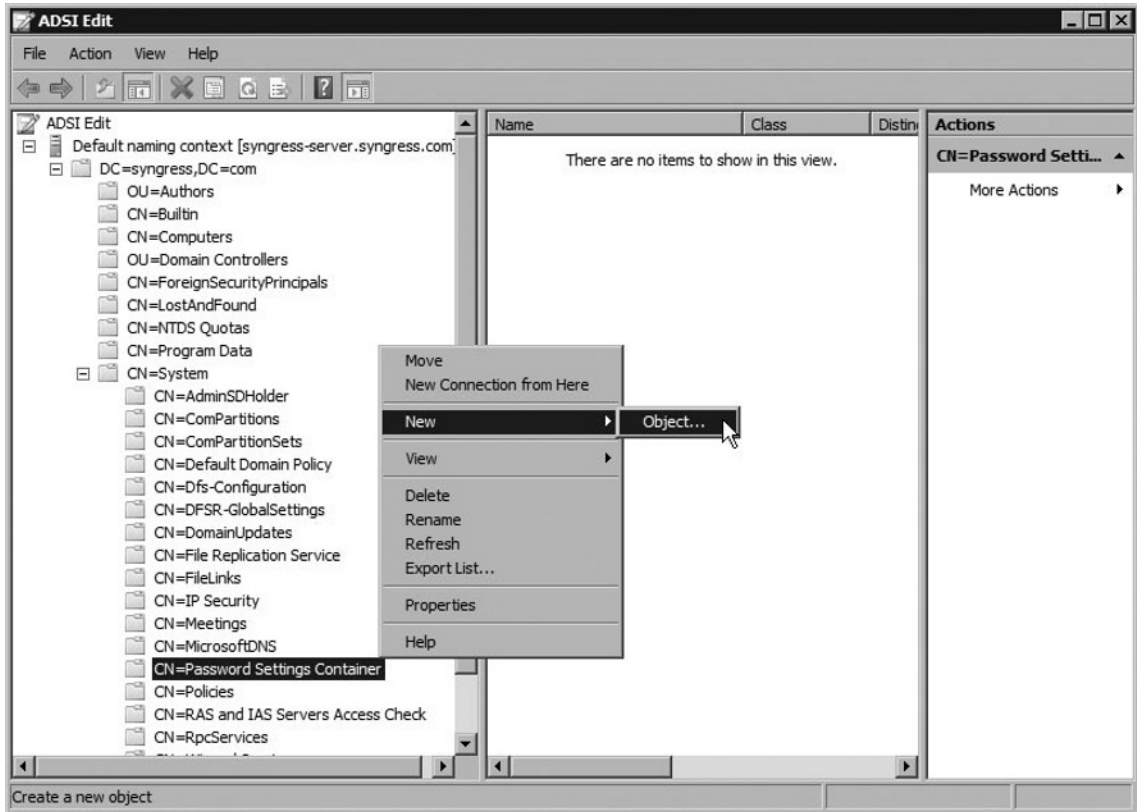 ADSI Edit
File Action View Help
ADSI Edit
Default naming context [syngress-server.syngress.com]
DC=syngress,DC=com
OU=Authors
CN=Builtin
CN=Computers
OU=Domain Controllers
CN=ForeignSecurityPrincipals
CN=LostAndFound
CN=NTDS Quotas
CN=Program Data
CN=System
CN=AdminSDHolder
CN=ComPartitions
CN=ComPartitionSets
CN=Default Domain Policy
CN=Dfs-Configuration
CN=DFSR-GlobalSettings
CN=DomainUpdates
CN=File Replication Service
CN=FileLinks
CN=IP Security
CN=Meetings
CN=MicrosoftDNS
CN=Password Settings Container
CN=Policies
CN=RAS and IAS Servers Access Check
CN=RpcServices
Move
New Connection from Here
New
Object...
View
Delete
Rename
Refresh
Export List...
Properties
Help
Name Class Distin
There are no items to show in this view.
Actions
CN=Password Setti...
More Actions
Create a new object